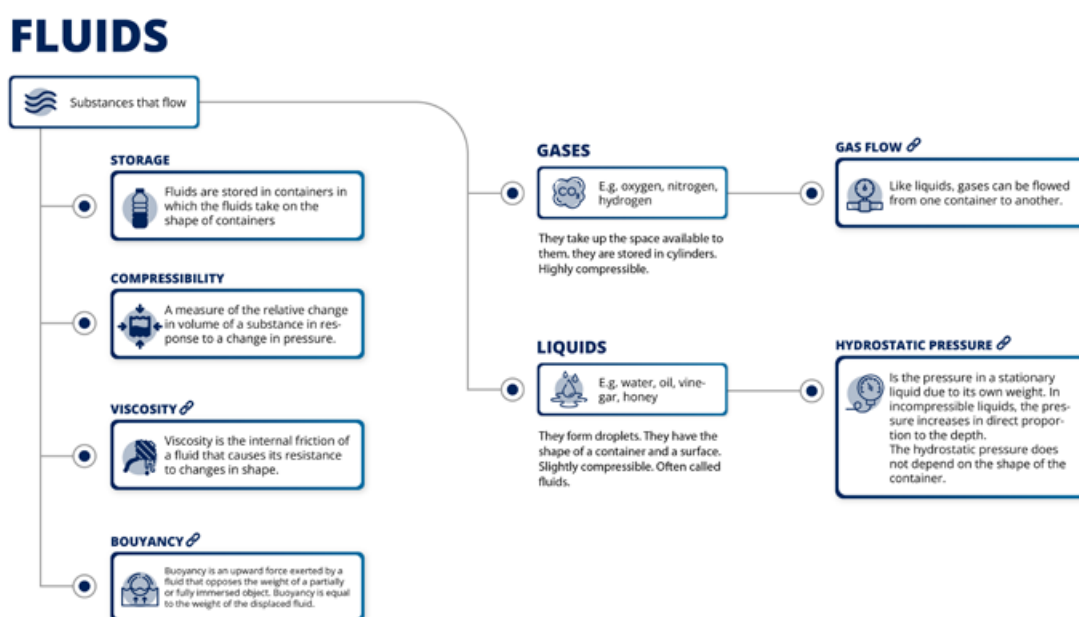 FLUIDS
Substances that flow
STORAGE
Fluids are stored in containers in
which the fluids take on the
shape of containers
COMPRESSIBILITY
A measure of the relative change
in volume of a substance in res-
ponse to a change in pressure.
VISCOSITY
Viscosity is the internal friction of
a fluid that causes its resistance
to changes in shape.
BOUYANCY
Buoyancy is an upward force exerted by a
fluid that opposes the weight of a partially
or fully immersed object. Buoyancy is equal
to the weight of the displaced fluid.
GASES
CO₂
E.g. oxygen, nitrogen,
hydrogen
They take up the space available to
them. they are stored in cylinders.
Highly compressible.
GAS FLOW
Like liquids, gases can be flowed
from one container to another.
LIQUIDS
E.g. water, oil, vine-
gar, honey
They form droplets. They have the
shape of a container and a surface.
Slightly compressible. Often called
fluids.
HYDROSTATIC PRESSURE
Is the pressure in a stationary
liquid due to its own weight. In
incompressible liquids, the pres-
sure increases in direct propor-
tion to the depth.
The hydrostatic pressure does
not depend on the shape of the
container.